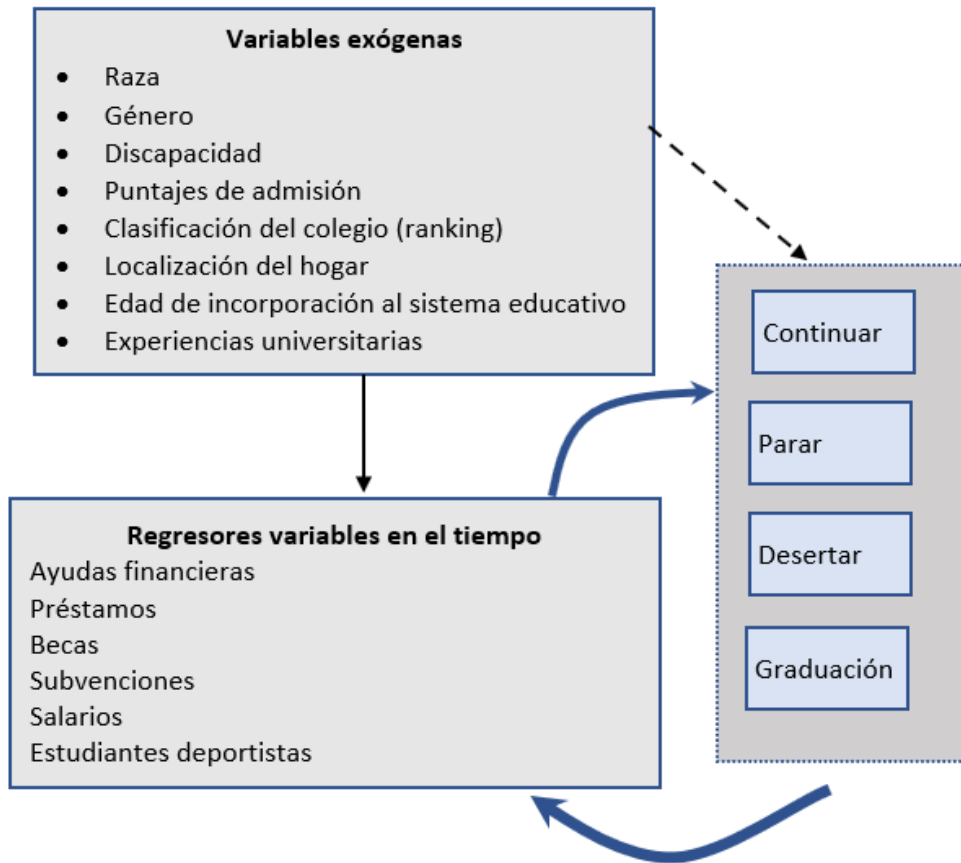 Variables exógenas
• Raza
• Género
• Discapacidad
• Puntajes de admisión
• Clasificación del colegio (ranking)
• Localización del hogar
• Edad de incorporación al sistema educativo
• Experiencias universitarias
Continuar
Parar
Desertar
Graduación
Regresores variables en el tiempo
Ayudas financieras
Préstamos
Becas
Subvenciones
Salarios
Estudiantes deportistas